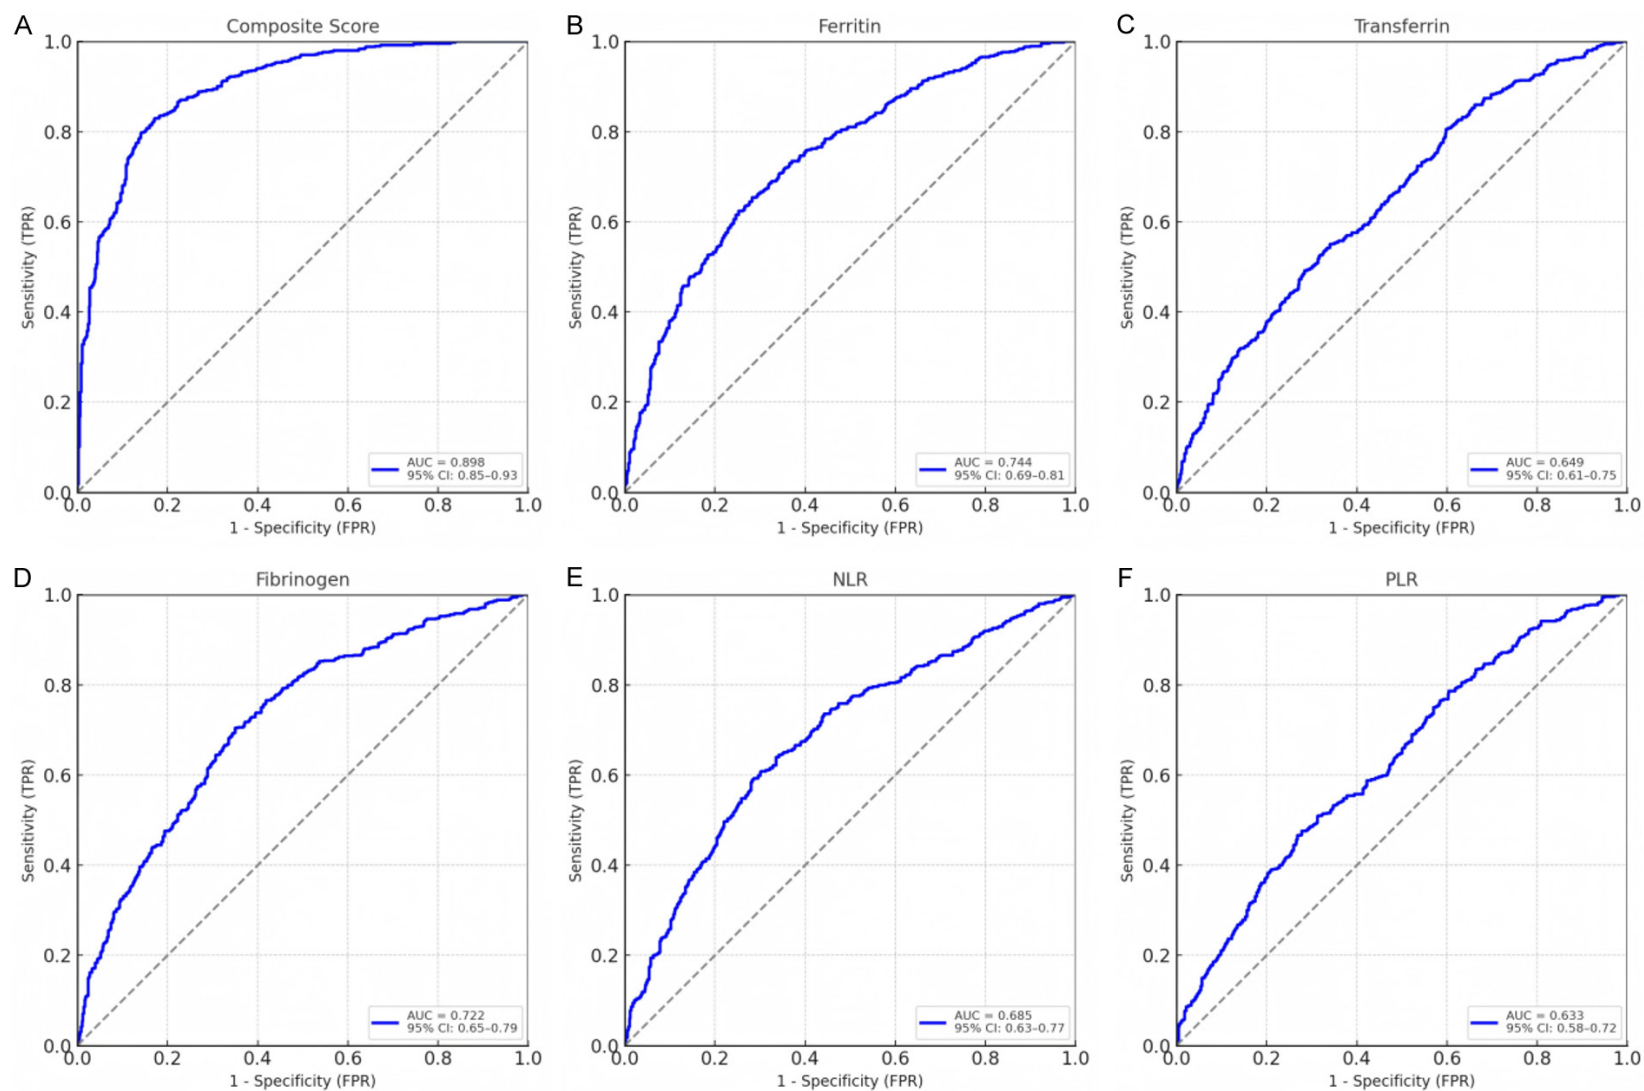 A
Composite Score
1.0
0.8
0.6
0.4
0.2
0.0
Sensitivity (TPR)
AUC = 0.898
95% CI: 0.85–0.93
0.0 0.2 0.4 0.6 0.8 1.0
1 - Specificity (FPR)
B
Ferritin
1.0
0.8
0.6
0.4
0.2
0.0
Sensitivity (TPR)
AUC = 0.744
95% CI: 0.69–0.81
0.0 0.2 0.4 0.6 0.8 1.0
1 - Specificity (FPR)
C
Transferrin
1.0
0.8
0.6
0.4
0.2
0.0
Sensitivity (TPR)
AUC = 0.649
95% CI: 0.61–0.75
0.0 0.2 0.4 0.6 0.8 1.0
1 - Specificity (FPR)
D
Fibrinogen
1.0
0.8
0.6
0.4
0.2
0.0
Sensitivity (TPR)
AUC = 0.722
95% CI: 0.65–0.79
0.0 0.2 0.4 0.6 0.8 1.0
1 - Specificity (FPR)
E
NLR
1.0
0.8
0.6
0.4
0.2
0.0
Sensitivity (TPR)
AUC = 0.685
95% CI: 0.63–0.77
0.0 0.2 0.4 0.6 0.8 1.0
1 - Specificity (FPR)
F
PLR
1.0
0.8
0.6
0.4
0.2
0.0
Sensitivity (TPR)
AUC = 0.633
95% CI: 0.58–0.72
0.0 0.2 0.4 0.6 0.8 1.0
1 - Specificity (FPR)